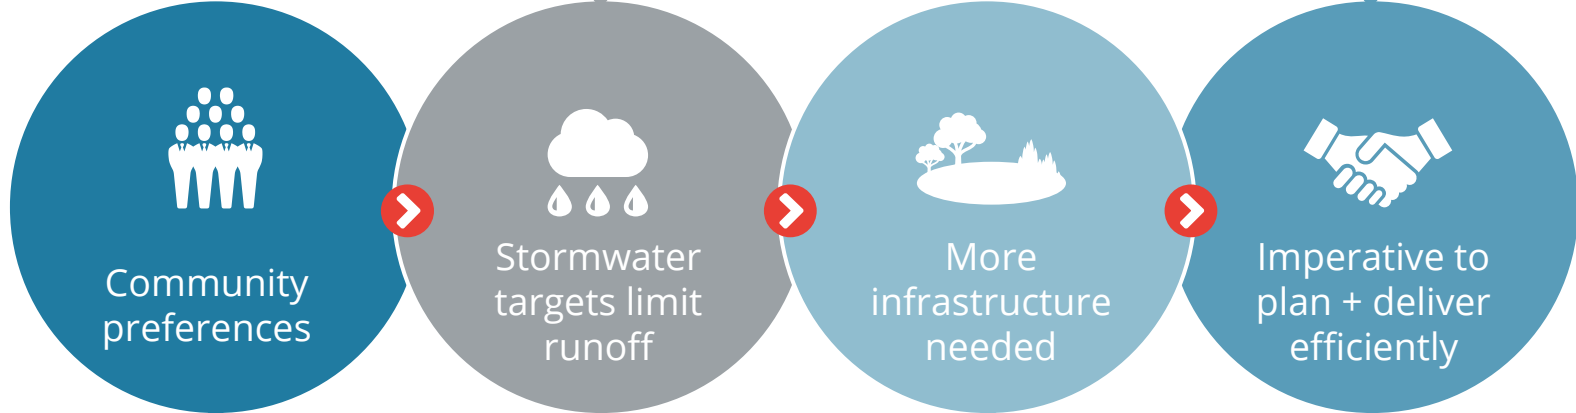 Community
preferences
Stormwater
targets limit
runoff
More
infrastructure
needed
Imperative to
plan + deliver
efficiently